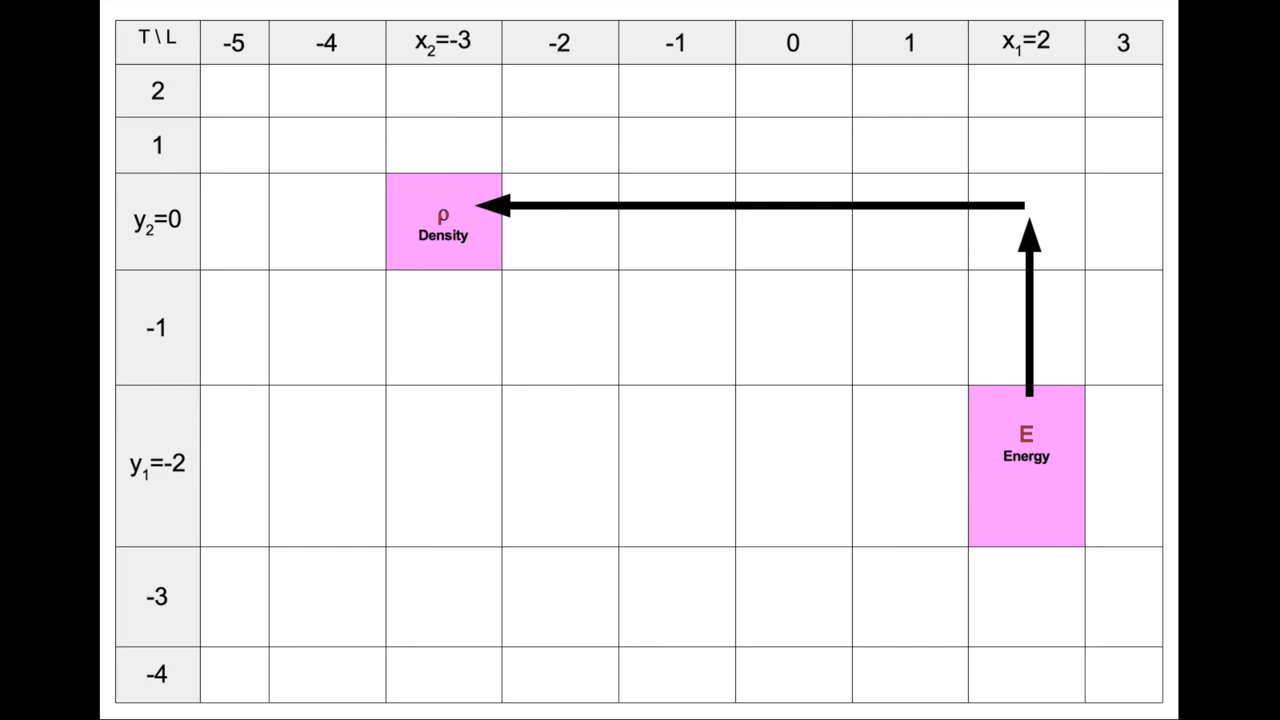 T \ L -5 -4 x₂=-3 -2 -1 0 1 x₁=2 3
2
1
y₂=0 ρ
Density
-1
y₁=-2 E
Energy
-3
-4